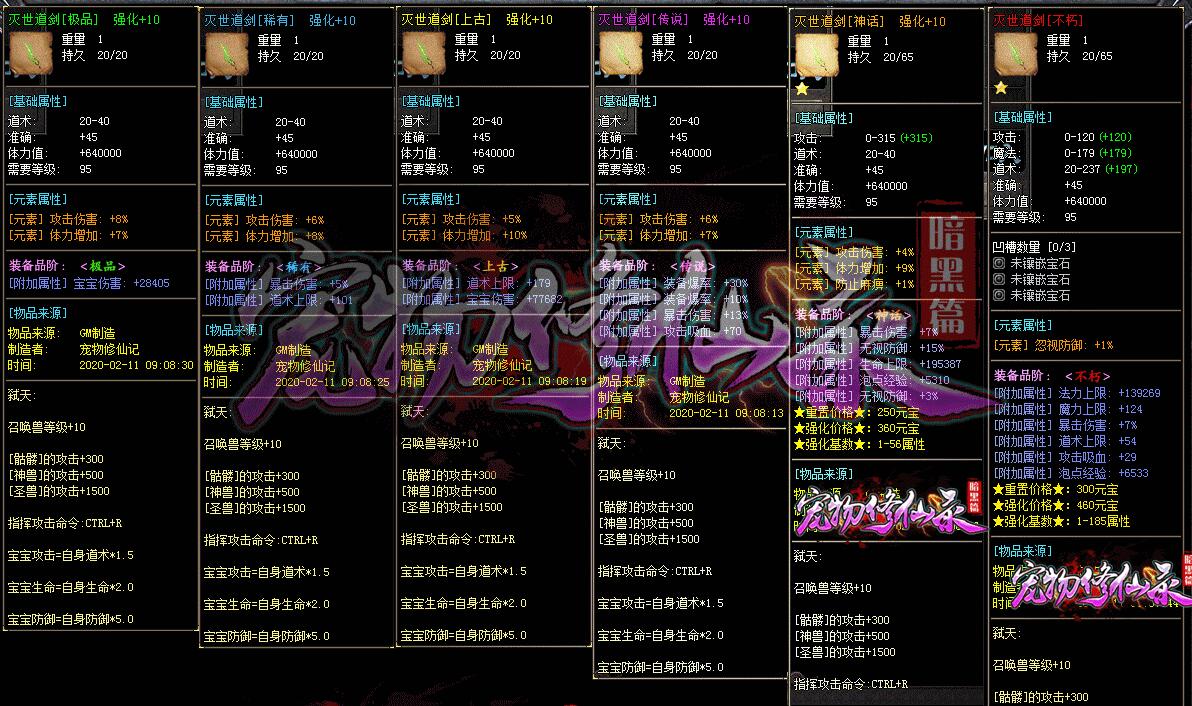 灭世道剑[极品] 强化+10
重量 1
持久 20/20
[基础属性]
道术: 20-40
准确: +45
体力值: +640000
需要等级: 95
[元素属性]
[元素] 攻击伤害: +8%
[元素] 体力增加: +7%
装备品阶: <极品>
[附加属性] 宝宝伤害: +28405
[物品来源]
物品来源: GM制造
制造者: 宠物修仙记
时间: 2020-02-11 09:08:30
弑天:
召唤兽等级+10
[骷髅]的攻击+300
[神兽]的攻击+500
[圣兽]的攻击+1500
指挥攻击命令:CTRL+R
宝宝攻击=自身道术*1.5
宝宝生命=自身生命*2.0
宝宝防御=自身防御*5.0
灭世道剑[稀有] 强化+10
重量 1
持久 20/20
[基础属性]
道术: 20-40
准确: +45
体力值: +640000
需要等级: 95
[元素属性]
[元素] 攻击伤害: +6%
[元素] 体力增加: +8%
装备品阶: <稀有>
[附加属性] 暴击伤害: +5%
[附加属性] 道术上限: +101
[物品来源]
物品来源: GM制造
制造者: 宠物修仙记
时间: 2020-02-11 09:08:25
弑天:
召唤兽等级+10
[骷髅]的攻击+300
[神兽]的攻击+500
[圣兽]的攻击+1500
指挥攻击命令:CTRL+R
宝宝攻击=自身道术*1.5
宝宝生命=自身生命*2.0
宝宝防御=自身防御*5.0
灭世道剑[上古] 强化+10
重量 1
持久 20/20
[基础属性]
道术: 20-40
准确: +45
体力值: +640000
需要等级: 95
[元素属性]
[元素] 攻击伤害: +5%
[元素] 体力增加: +10%
装备品阶: <上古>
[附加属性] 道术上限: +179
[附加属性] 宝宝伤害: +77682
[物品来源]
物品来源: GM制造
制造者: 宠物修仙记
时间: 2020-02-11 09:08:19
弑天:
召唤兽等级+10
[骷髅]的攻击+300
[神兽]的攻击+500
[圣兽]的攻击+1500
指挥攻击命令:CTRL+R
宝宝攻击=自身道术*1.5
宝宝生命=自身生命*2.0
宝宝防御=自身防御*5.0
灭世道剑[传说] 强化+10
重量 1
持久 20/20
[基础属性]
道术: 20-40
准确: +45
体力值: +640000
需要等级: 95
[元素属性]
[元素] 攻击伤害: +6%
[元素] 体力增加: +7%
装备品阶: <传说>
[附加属性] 装备爆率: +30%
[附加属性] 装备爆率: +10%
[附加属性] 暴击伤害: +13%
[附加属性] 攻击吸血: +70
[物品来源]
物品来源: GM制造
制造者: 宠物修仙记
时间: 2020-02-11 09:08:13
弑天:
召唤兽等级+10
[骷髅]的攻击+300
[神兽]的攻击+500
[圣兽]的攻击+1500
指挥攻击命令:CTRL+R
宝宝攻击=自身道术*1.5
宝宝生命=自身生命*2.0
宝宝防御=自身防御*5.0
灭世道剑[神话] 强化+10
重量 1
持久 20/65
[基础属性]
攻击: 0-315 (+315)
道术: 20-40
准确: +45
体力值: +640000
需要等级: 95
[元素属性]
[元素] 攻击伤害: +4%
[元素] 体力增加: +9%
[元素] 防止麻痹: +1%
装备品阶: <神话>
[附加属性] 暴击伤害: +7%
[附加属性] 无视防御: +15%
[附加属性] 生命上限: +195387
[附加属性] 泡点经验: +5310
[附加属性] 无视防御: +3%
★重置价格★: 250元宝
★强化价格★: 360元宝
★强化基数★: 1-56属性
[物品来源]
宠物修仙录
暗黑篇
弑天:
召唤兽等级+10
[骷髅]的攻击+300
[神兽]的攻击+500
[圣兽]的攻击+1500
指挥攻击命令:CTRL+R
灭世道剑[不朽]
重量 1
持久 20/65
[基础属性]
攻击: 0-120 (+120)
魔法: 0-179 (+179)
道术: 20-237 (+197)
准确: +45
体力值: +640000
需要等级: 95
凹槽数量 [0/3]
未镶嵌宝石
未镶嵌宝石
未镶嵌宝石
[元素属性]
[元素] 忽视防御: +1%
装备品阶: <不朽>
[附加属性] 法力上限: +139269
[附加属性] 魔力上限: +124
[附加属性] 暴击伤害: +7%
[附加属性] 道术上限: +54
[附加属性] 攻击吸血: +29
[附加属性] 泡点经验: +6533
★重置价格★: 300元宝
★强化价格★: 460元宝
★强化基数★: 1-185属性
[物品来源]
宠物修仙录
弑天:
召唤兽等级+10
[骷髅]的攻击+300
宠物修仙录
暗黑篇